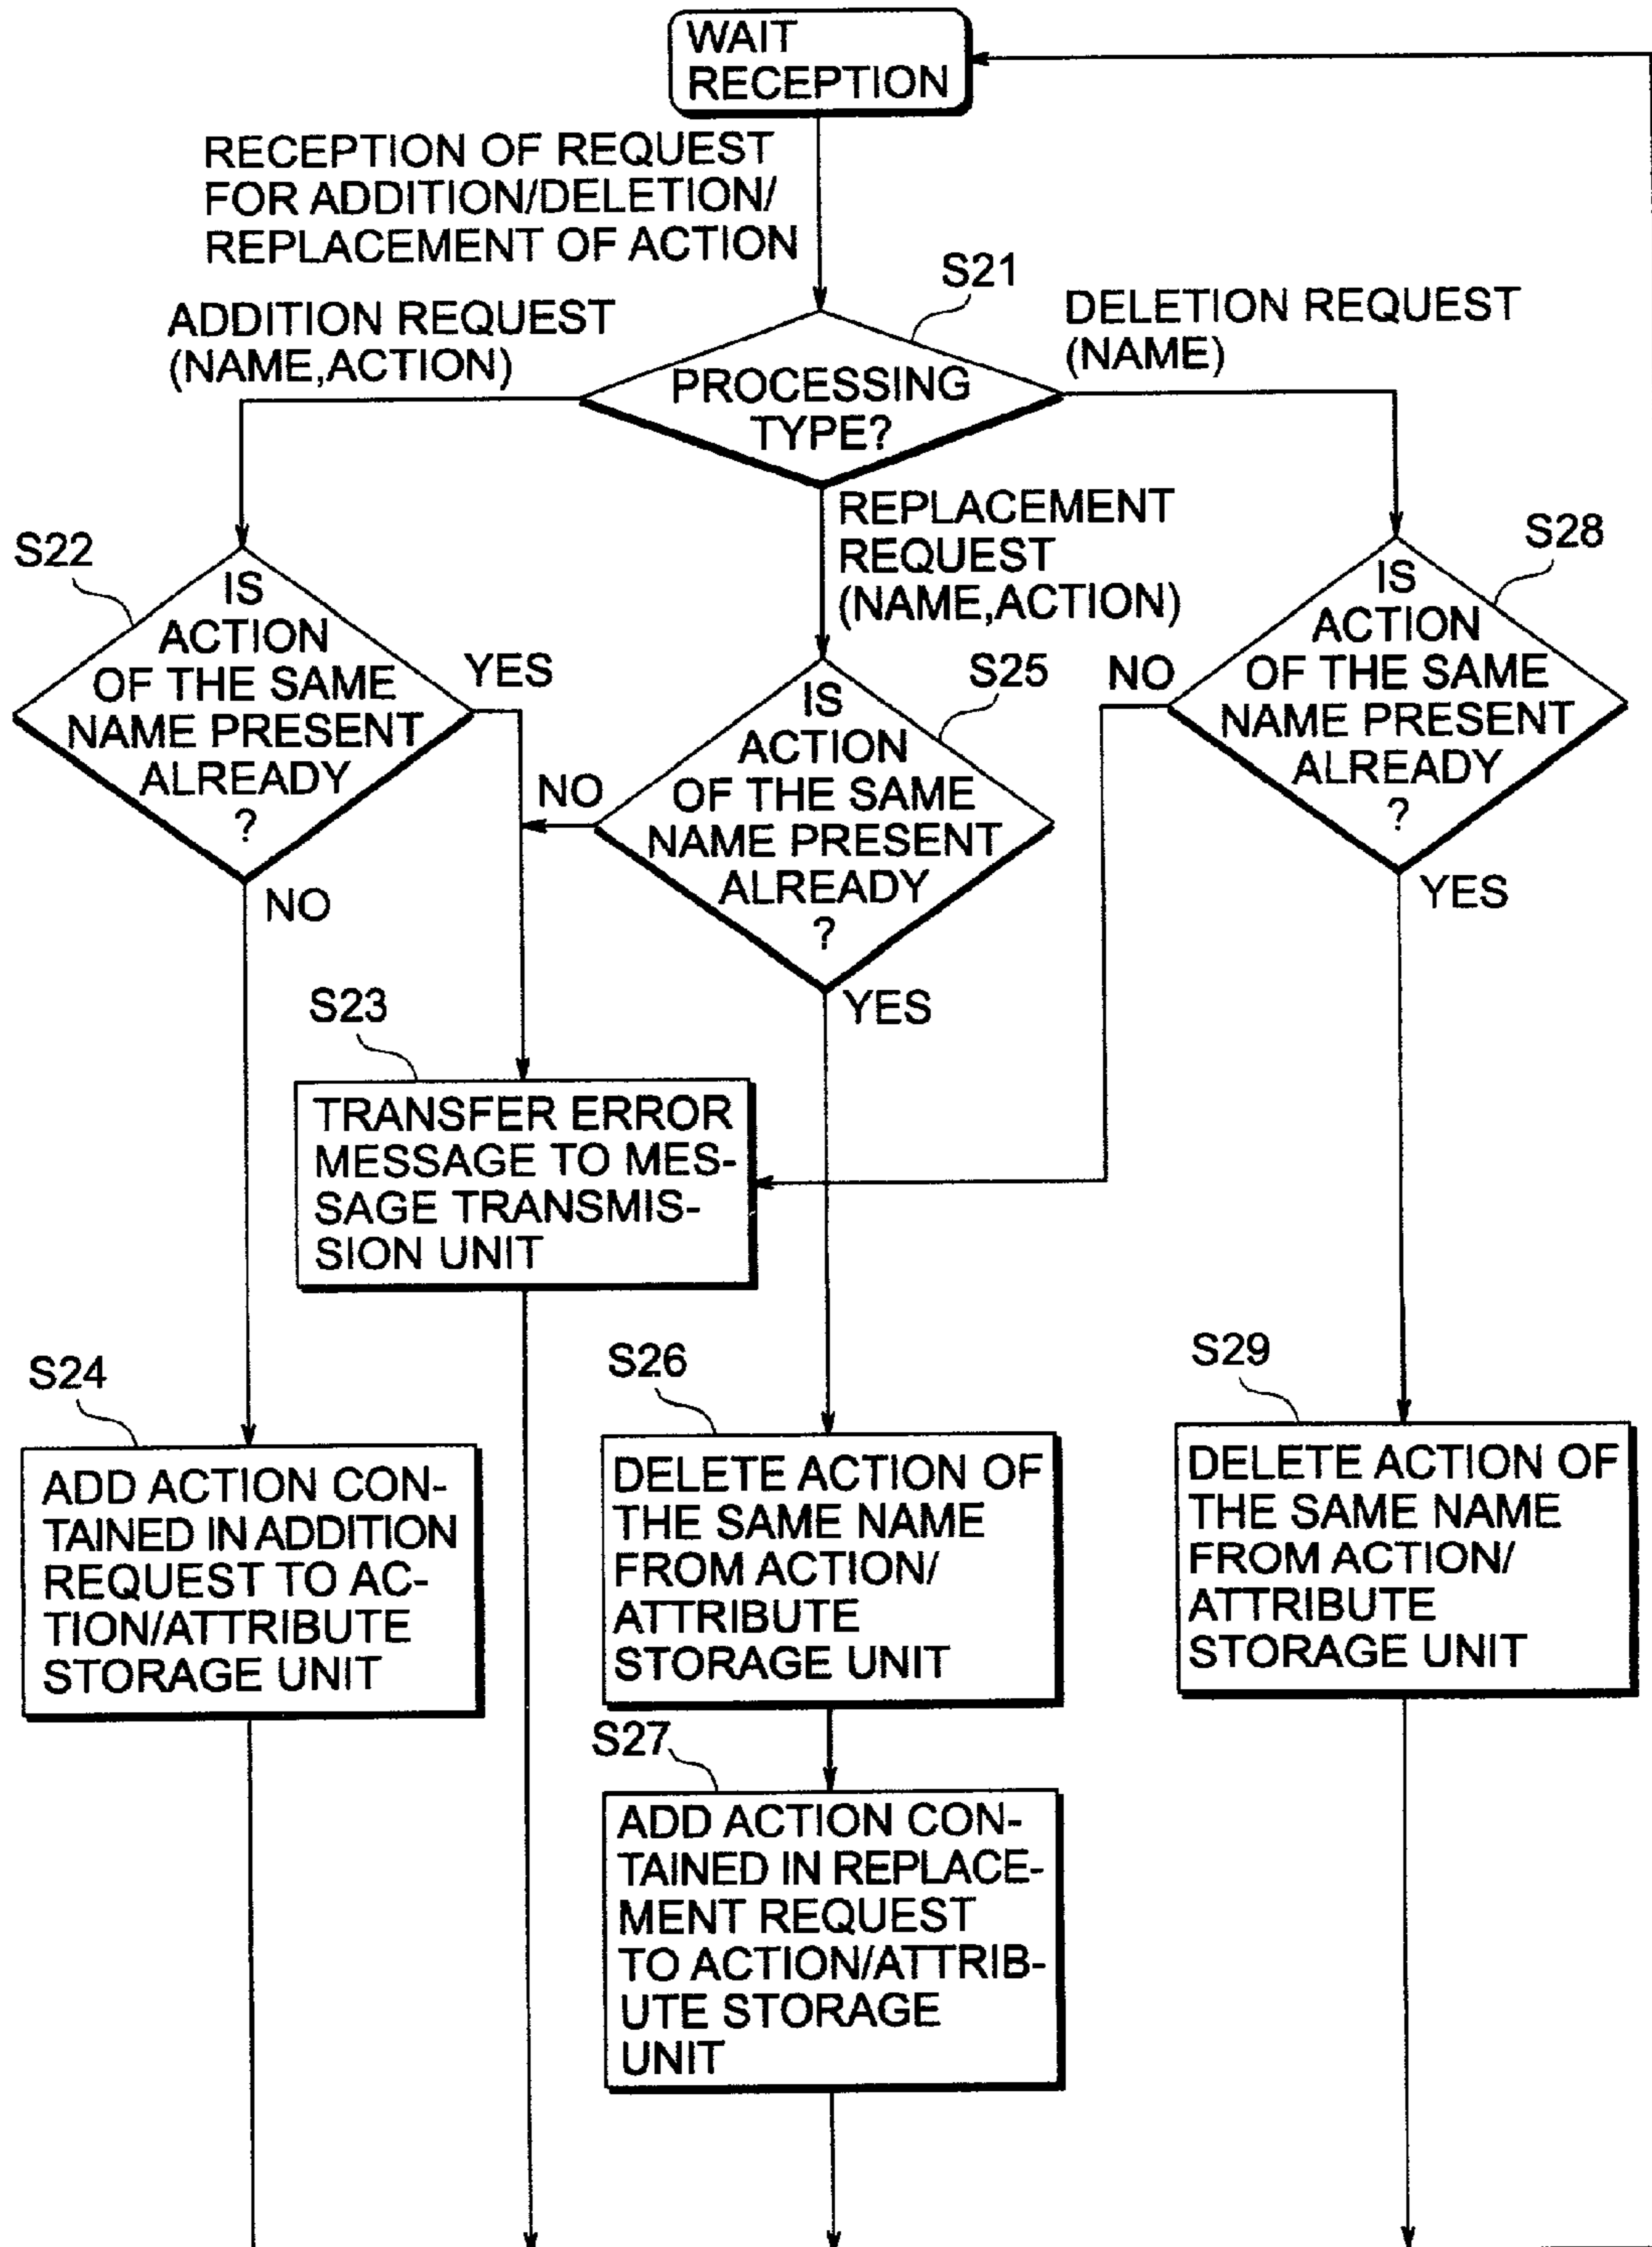 WAIT
RECEPTION
RECEPTION OF REQUEST
FOR ADDITION/DELETION/
REPLACEMENT OF ACTION
S21
ADDITION REQUEST
(NAME,ACTION)
DELETION REQUEST
(NAME)
PROCESSING
TYPE?
REPLACEMENT
REQUEST
(NAME,ACTION)
S22
IS
ACTION
OF THE SAME
NAME PRESENT
ALREADY
?
YES
NO
S25
IS
ACTION
OF THE SAME
NAME PRESENT
ALREADY
?
NO
YES
S28
IS
ACTION
OF THE SAME
NAME PRESENT
ALREADY
?
NO
YES
S23
TRANSFER ERROR
MESSAGE TO MES-
SAGE TRANSMIS-
SION UNIT
S24
ADD ACTION CON-
TAINED IN ADDITION
REQUEST TO AC-
TION/ATTRIBUTE
STORAGE UNIT
S26
DELETE ACTION OF
THE SAME NAME
FROM ACTION/
ATTRIBUTE
STORAGE UNIT
S29
DELETE ACTION OF
THE SAME NAME
FROM ACTION/
ATTRIBUTE
STORAGE UNIT
S27
ADD ACTION CON-
TAINED IN REPLACE-
MENT REQUEST
TO ACTION/ATTRIB-
UTE STORAGE
UNIT